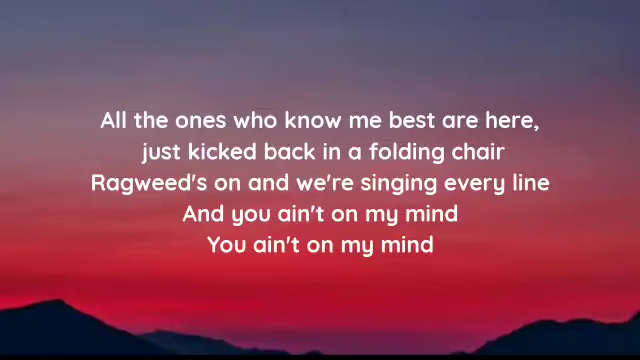 All the ones who know me best are here,
just kicked back in a folding chair
Ragweed's on and we're singing every line
And you ain't on my mind
You ain't on my mind